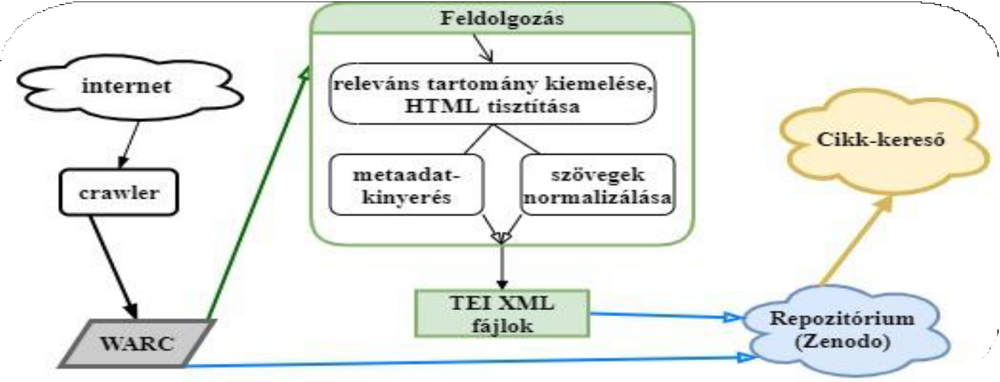 Feldolgozás
internet
releváns tartomány kiemelése,
HTML tisztítása
Cikk-kereső
crawler
metaadat-
kinyerés
szövegek
normalizálása
TEI XML
fájlok
WARC
Repozitórium
(Zenodo)